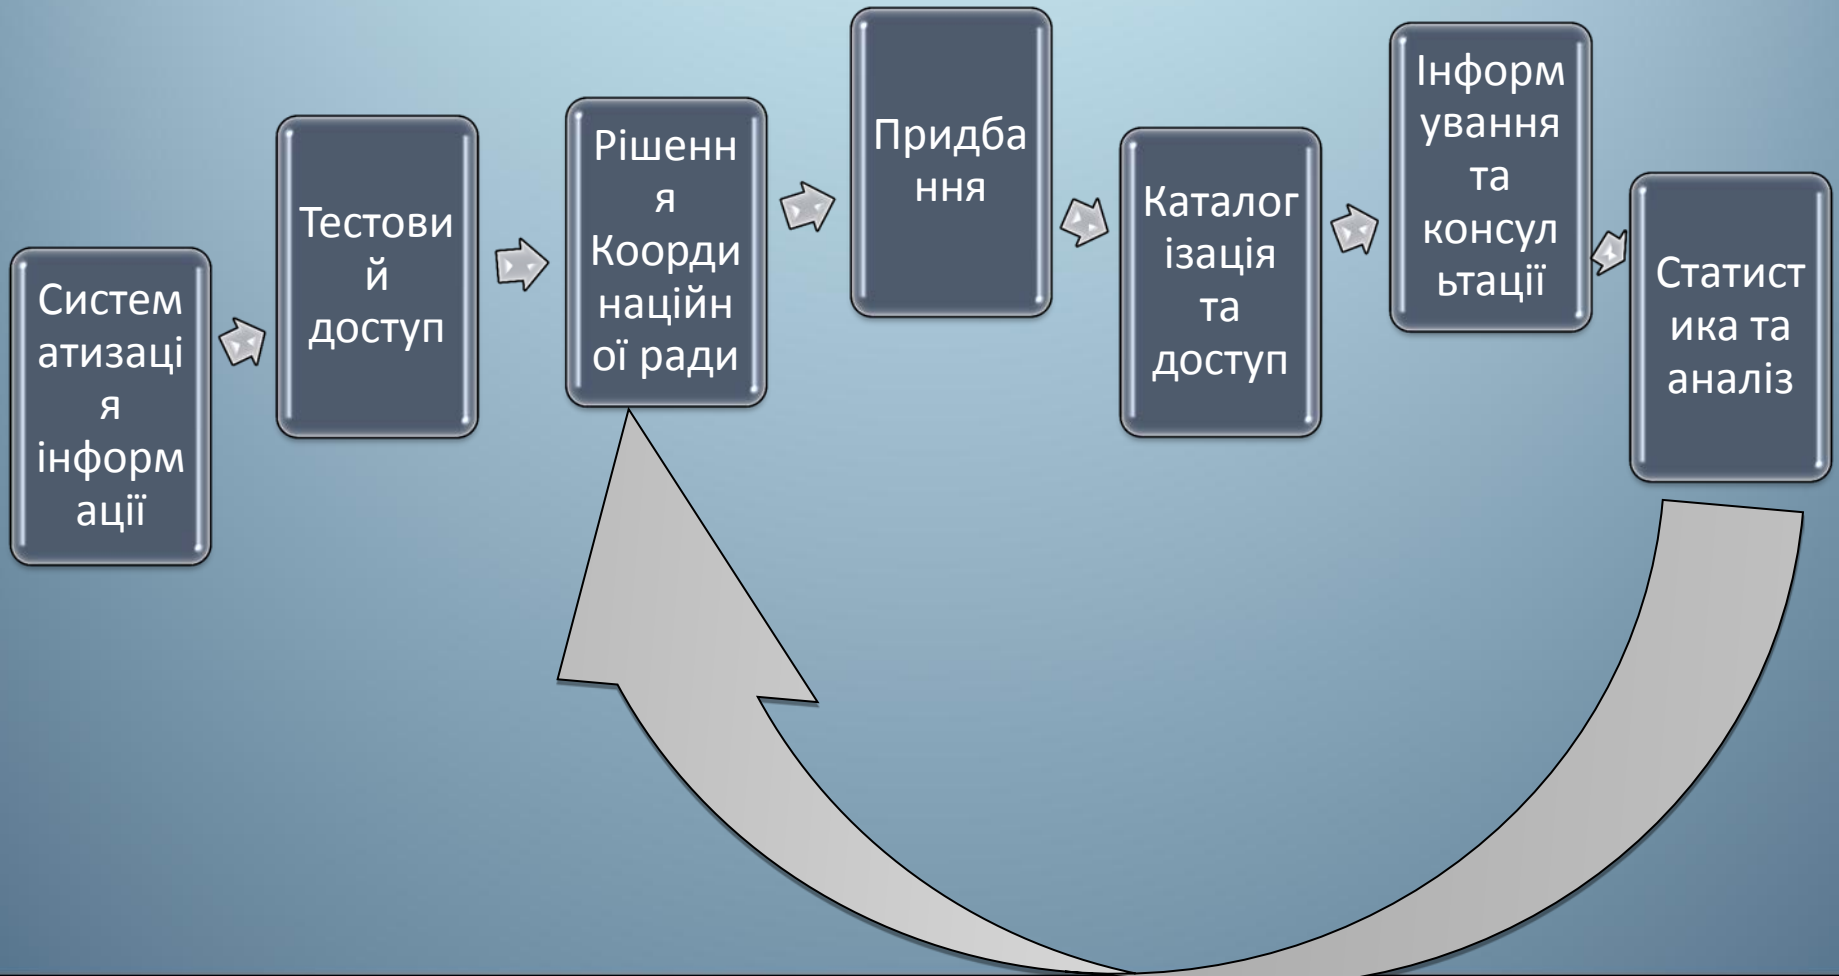 Систем
атизаці
я
інформ
ації
Тестови
й
доступ
Рішенн
я
Коорди
наційн
ої ради
Придба
ння
Каталог
ізація
та
доступ
Інформ
ування
та
консул
ьтації
Статист
ика та
аналіз